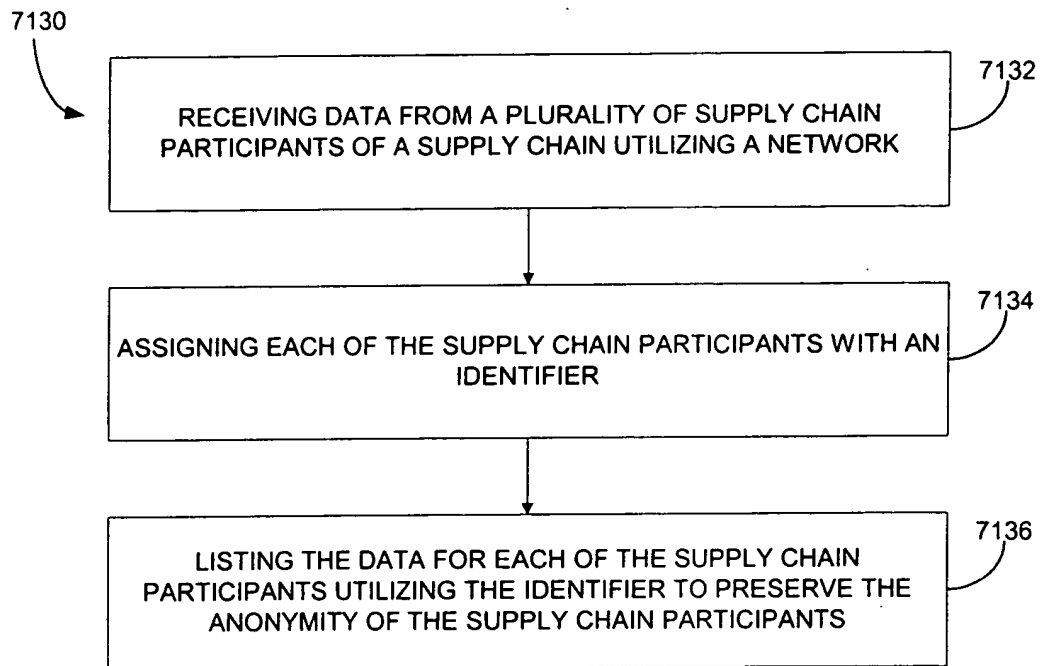 7130
7132
RECEIVING DATA FROM A PLURALITY OF SUPPLY CHAIN
PARTICIPANTS OF A SUPPLY CHAIN UTILIZING A NETWORK
7134
ASSIGNING EACH OF THE SUPPLY CHAIN PARTICIPANTS WITH AN
IDENTIFIER
7136
LISTING THE DATA FOR EACH OF THE SUPPLY CHAIN
PARTICIPANTS UTILIZING THE IDENTIFIER TO PRESERVE THE
ANONYMITY OF THE SUPPLY CHAIN PARTICIPANTS